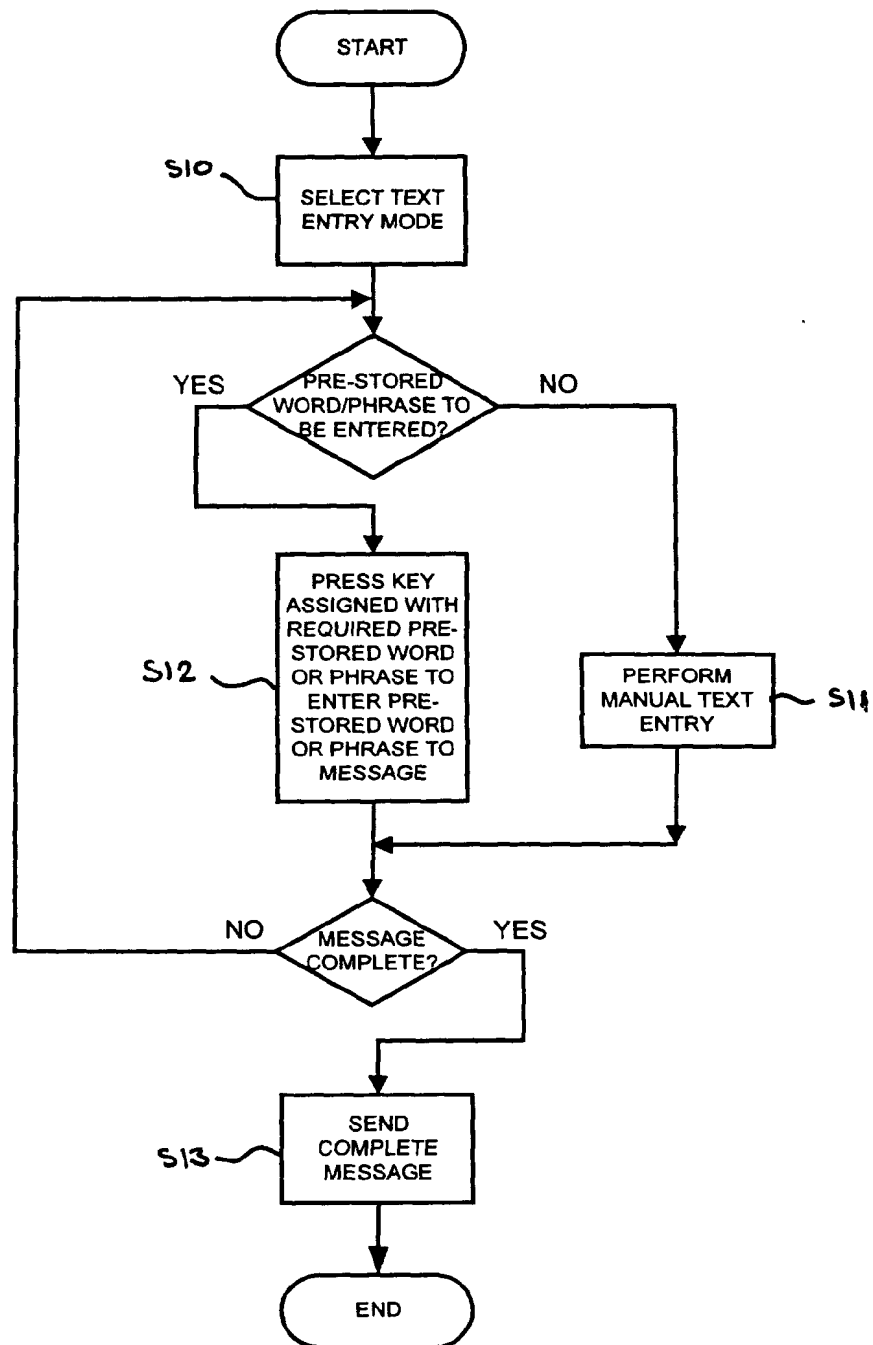 START
S10
SELECT TEXT
ENTRY MODE
YES
PRE-STORED
WORD/PHRASE TO
BE ENTERED?
NO
PRESS KEY
ASSIGNED WITH
REQUIRED PRE-
STORED WORD
OR PHRASE TO
ENTER PRE-
STORED WORD
OR PHRASE TO
MESSAGE
S12
PERFORM
MANUAL TEXT
ENTRY
S11
NO
MESSAGE
COMPLETE?
YES
SEND
COMPLETE
MESSAGE
S13
END